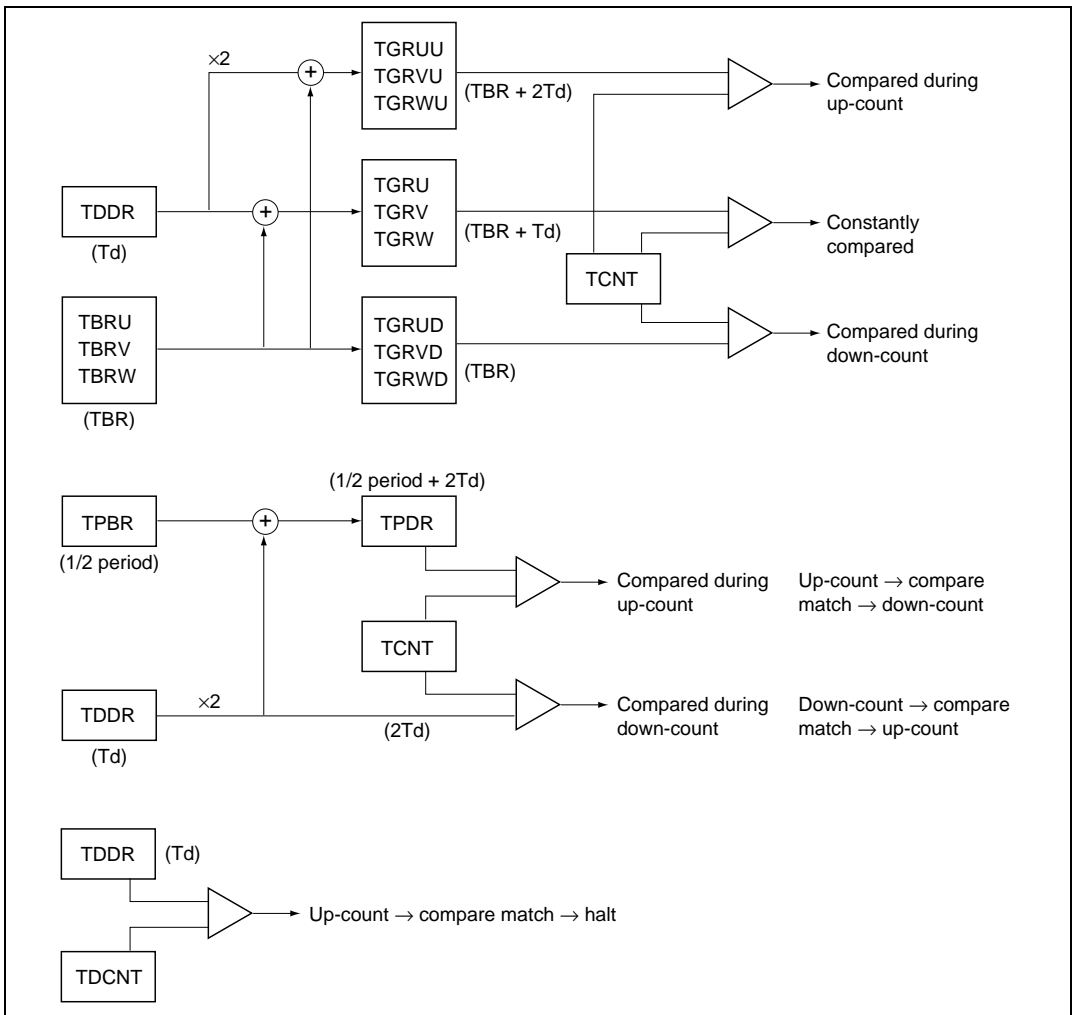 ×2
+
TGRUU
TGRVU
TGRWU
(TBR + 2Td)
Compared during
up-count
TDDR
(Td)
+
TGRU
TGRV
TGRW
(TBR + Td)
Constantly
compared
TCNT
TBRU
TBRV
TBRW
(TBR)
TGRUD
TGRVD
TGRWD
(TBR)
Compared during
down-count
(1/2 period + 2Td)
TPBR
(1/2 period)
+
TPDR
Compared during
up-count
Up-count → compare
match → down-count
TCNT
TDDR
(Td)
×2
(2Td)
Compared during
down-count
Down-count → compare
match → up-count
TDDR
(Td)
Up-count → compare match → halt
TDCNT